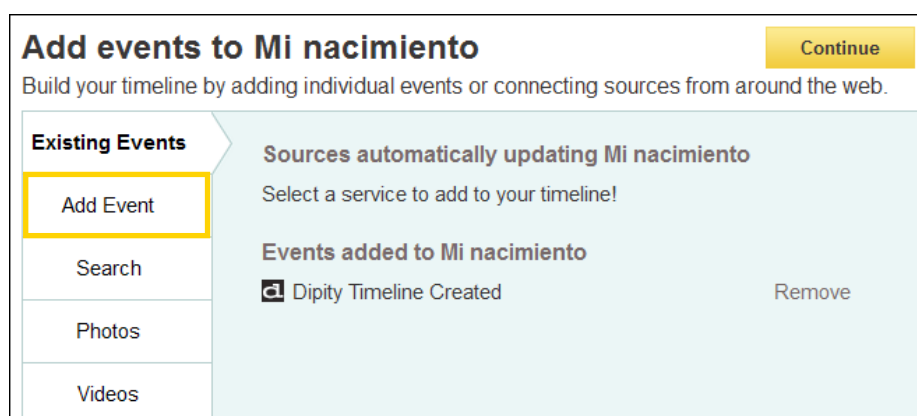 Add events to Mi nacimiento
Continue
Build your timeline by adding individual events or connecting sources from around the web.
Existing Events
Add Event
Search
Photos
Videos
Sources automatically updating Mi nacimiento
Select a service to add to your timeline!
Events added to Mi nacimiento
d Dipity Timeline Created
Remove